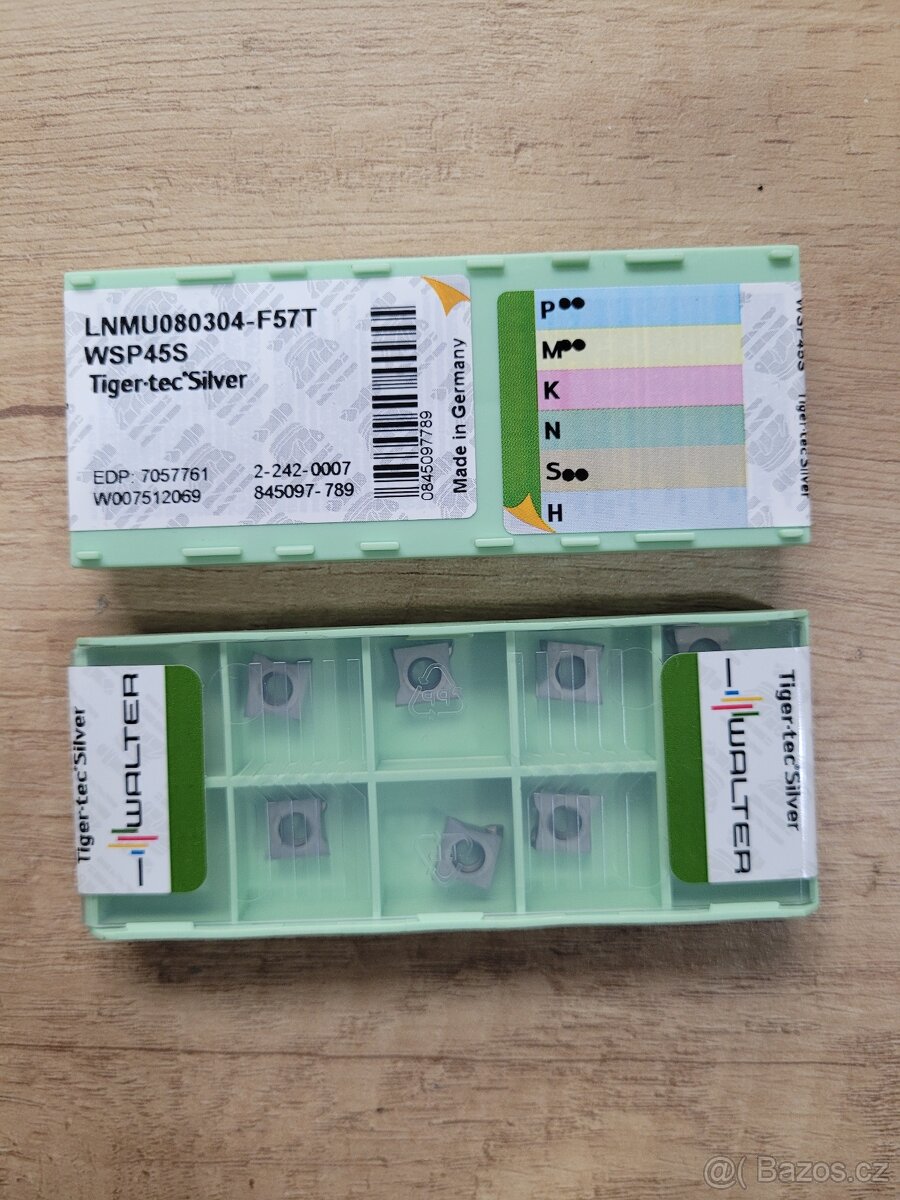 LNMU080304-F57T
WSP45S
Tiger·tec®Silver
EDP: 7057761
W007512069
2-242-0007
845097-789
0845097789
Made in Germany
P●●
M●●
K
N
S●●
H
WSP45S Tiger·tec Silver
Tiger·tec®Silver
WALTER
WALTER
Tiger·tec®Silver
@( Bazos.cz